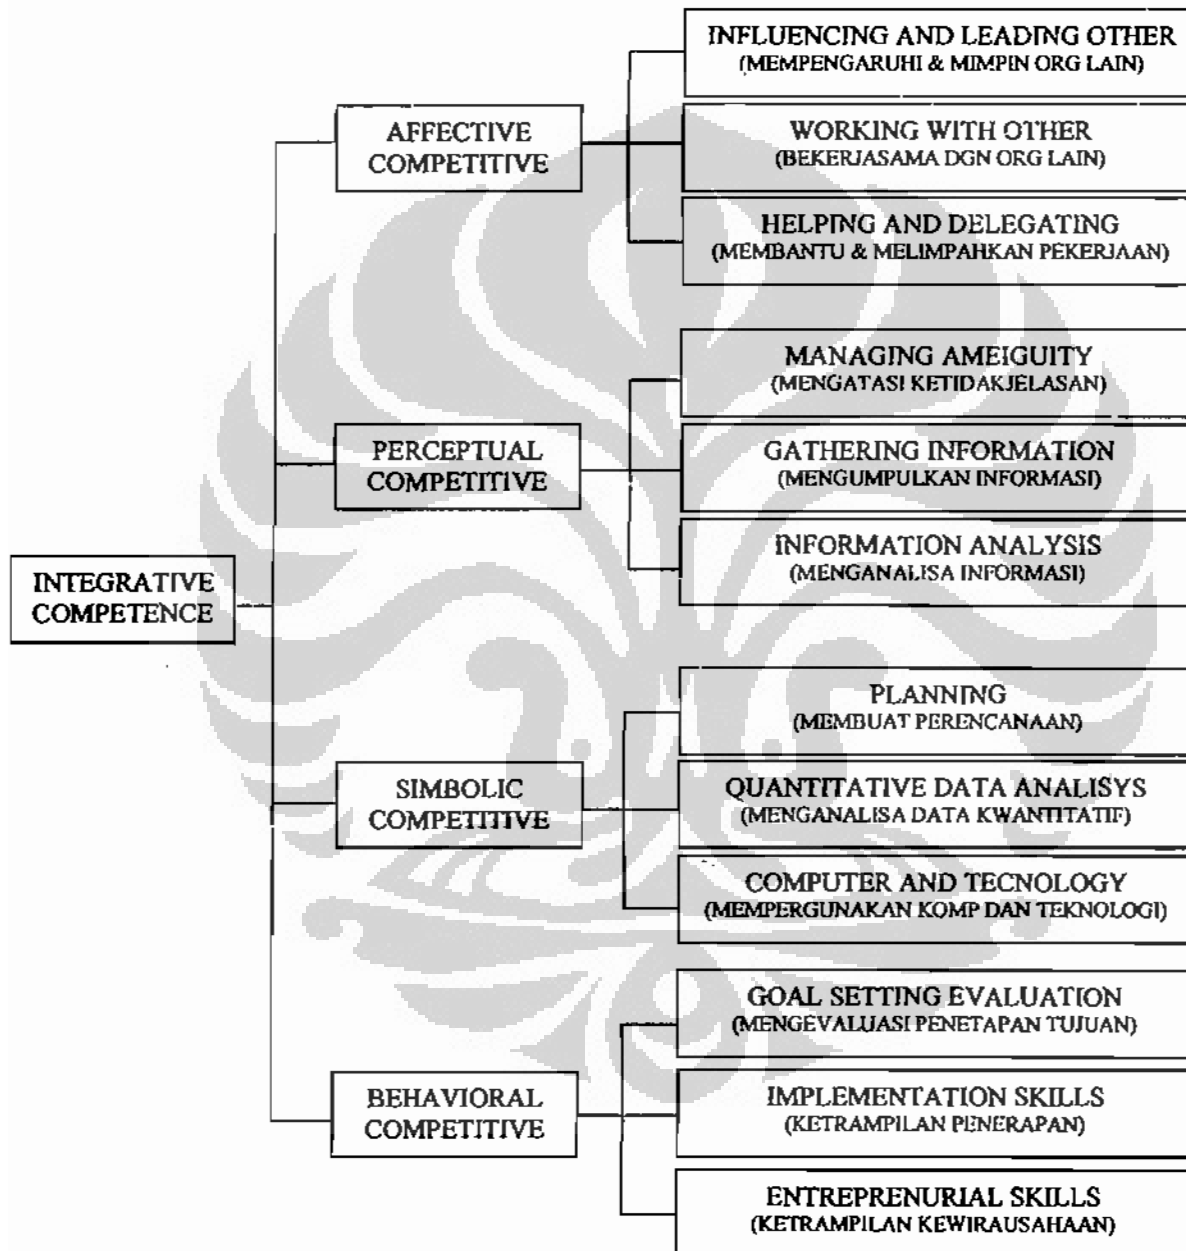 INFLUENCING AND LEADING OTHER
(MEMPENGARUHI & MIMPIN ORG LAIN)
AFFECTIVE
COMPETITIVE
WORKING WITH OTHER
(BEKERJASAMA DGN ORG LAIN)
HELPING AND DELEGATING
(MEMBANTU & MELIMPAHKAN PEKERJAAN)
MANAGING AMEIGUITY
(MENGATASI KETIDAKJELASAN)
PERCEPTUAL
COMPETITIVE
GATHERING INFORMATION
(MENGUMPULKAN INFORMASI)
INFORMATION ANALYSIS
(MENGANALISA INFORMASI)
INTEGRATIVE
COMPETENCE
PLANNING
(MEMBUAT PERENCANAAN)
SIMBOLIC
COMPETITIVE
QUANTITATIVE DATA ANALISYS
(MENGANALISA DATA KWANTITATIF)
COMPUTER AND TECNOLOGY
(MEMPERGUNAKAN KOMP DAN TEKNOLOGI)
GOAL SETTING EVALUATION
(MENGEVALUASI PENETAPAN TUJUAN)
BEHAVIORAL
COMPETITIVE
IMPLEMENTATION SKILLS
(KETRAMPILAN PENERAPAN)
ENTREPRENURIAL SKILLS
(KETRAMPILAN KEWIRAUSAHAAN)